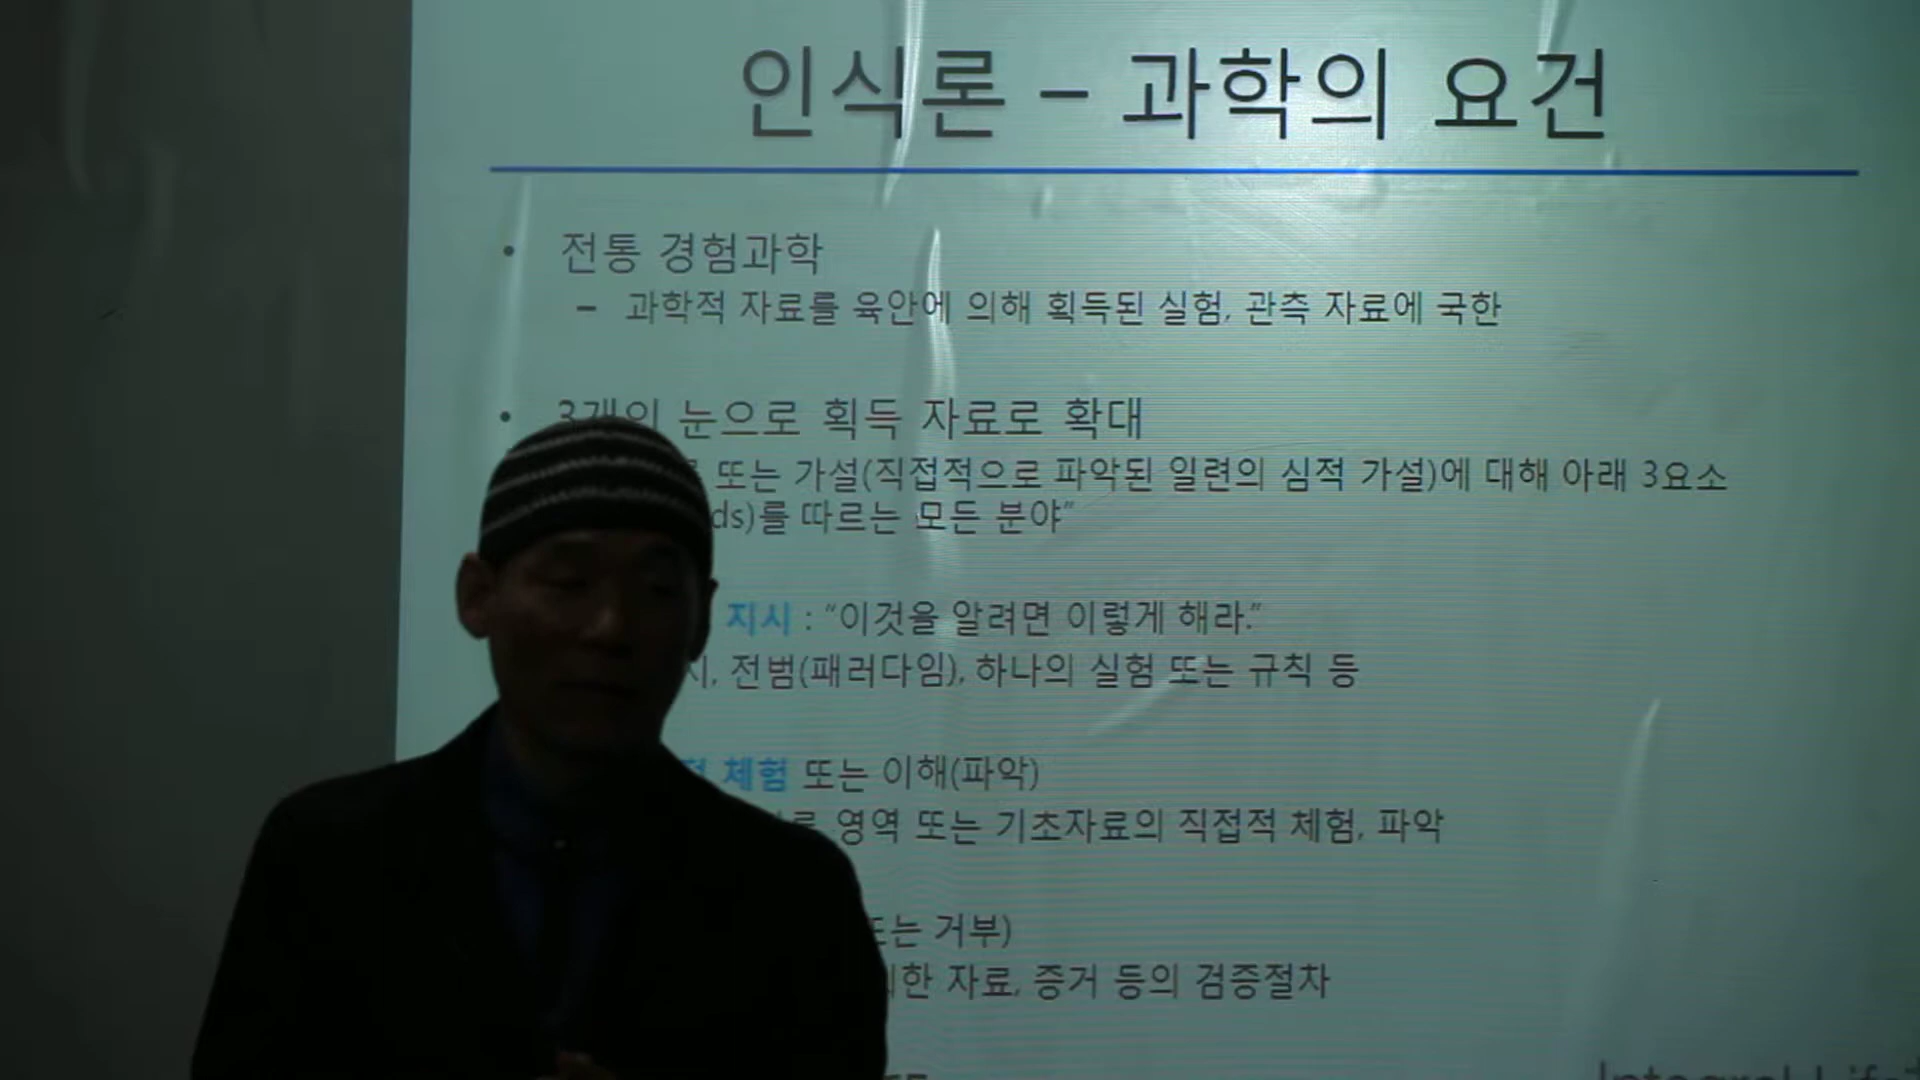 인식론 – 과학의 요건
• 전통 경험과학
– 과학적 자료를 육안에 의해 획득된 실험, 관측 자료에 국한
• 3개의 눈으로 획득 자료로 확대
또는 가설(직접적으로 파악된 일련의 심적 가설)에 대해 아래 3요소
ds)를 따르는 모든 분야”
지시 : “이것을 알려면 이렇게 해라.”
전범(패러다임), 하나의 실험 또는 규칙 등
체험 또는 이해(파악)
영역 또는 기초자료의 직접적 체험, 파악
또는 거부)
자료, 증거 등의 검증절차
Integral Life